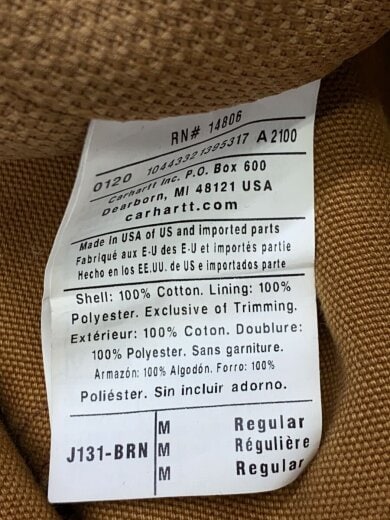 RN# 14806
0120 10443321395317 A2100
Carhartt Inc. P.O. Box 600
Dearborn, MI 48121 USA
carhartt.com
Made in USA of US and imported parts
Fabriqué aux E-U des E-U et importés partie
Hecho en los EE.UU. de US e importados parte
Shell: 100% Cotton. Lining: 100%
Polyester. Exclusive of Trimming.
Extérieur: 100% Coton. Doublure:
100% Polyester. Sans garniture.
Armazón: 100% Algodón. Forro: 100%
Poliéster. Sin incluir adorno.
J131-BRN
M Regular
M Régulière
M Regular